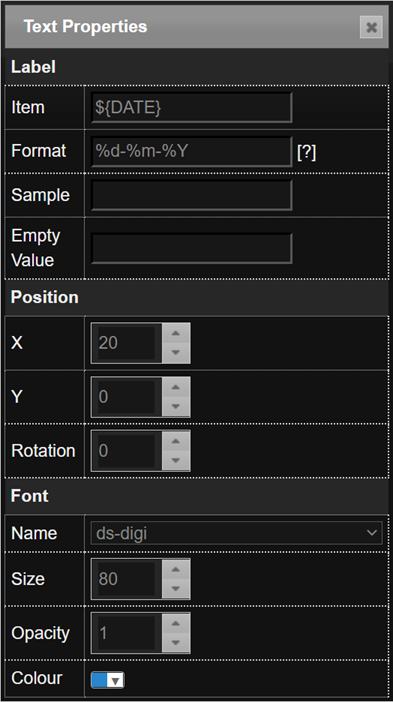 Text Properties
Label
Item ${DATE}
Format %d-%m-%Y [?]
Sample
Empty
Value
Position
X 20
Y 0
Rotation 0
Font
Name ds-digi
Size 80
Opacity 1
Colour